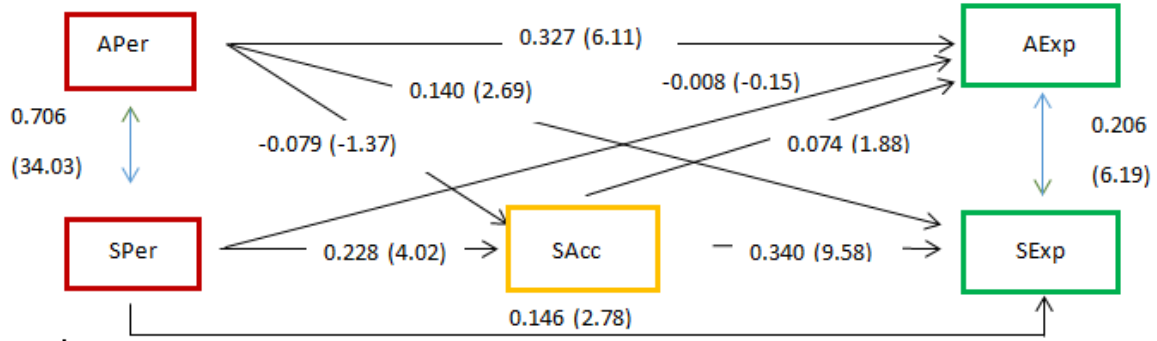 APer
0.327 (6.11)
AExp
0.140 (2.69)
-0.008 (-0.15)
0.706
(34.03)
-0.079 (-1.37)
0.074 (1.88)
0.206
(6.19)
SPer
0.228 (4.02)
SAcc
0.340 (9.58)
SExp
0.146 (2.78)